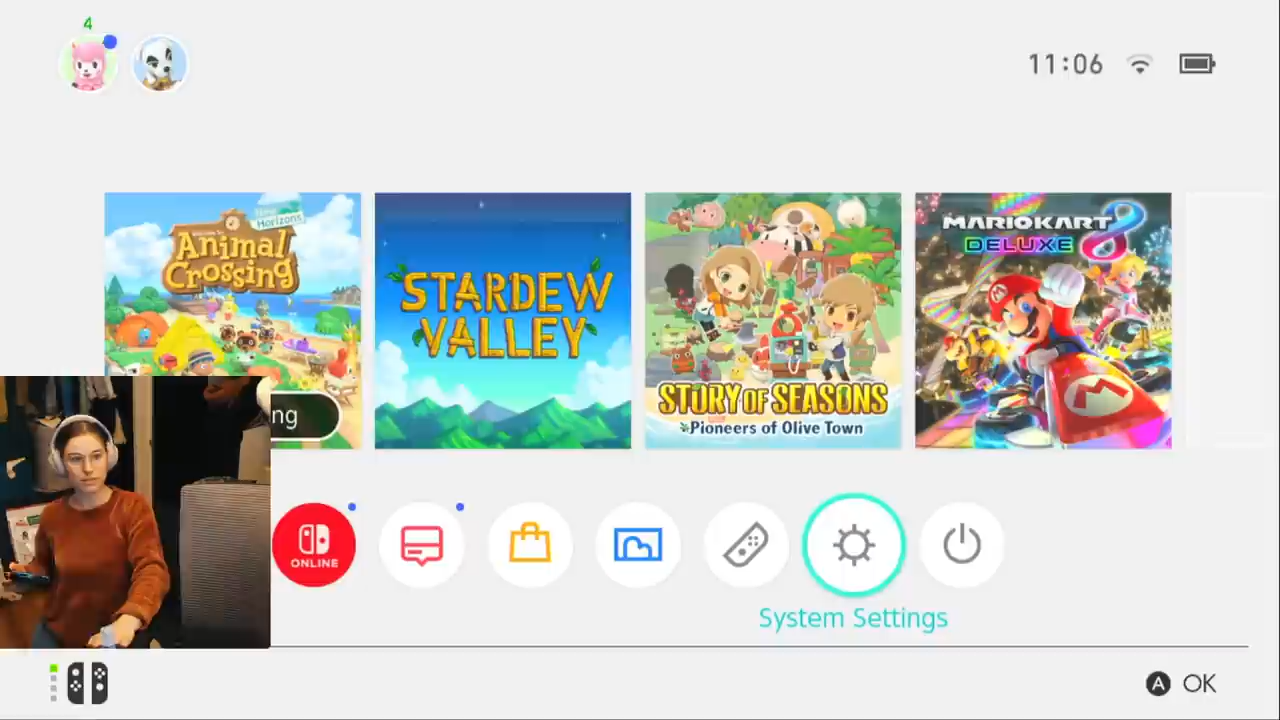 4
11:06
New Horizons
Animal
Crossing
STARDEW
VALLEY
STORY OF SEASONS
Pioneers of Olive Town
MARIOKART 8
DELUXE
M
M
ng
ONLINE
System Settings
A OK